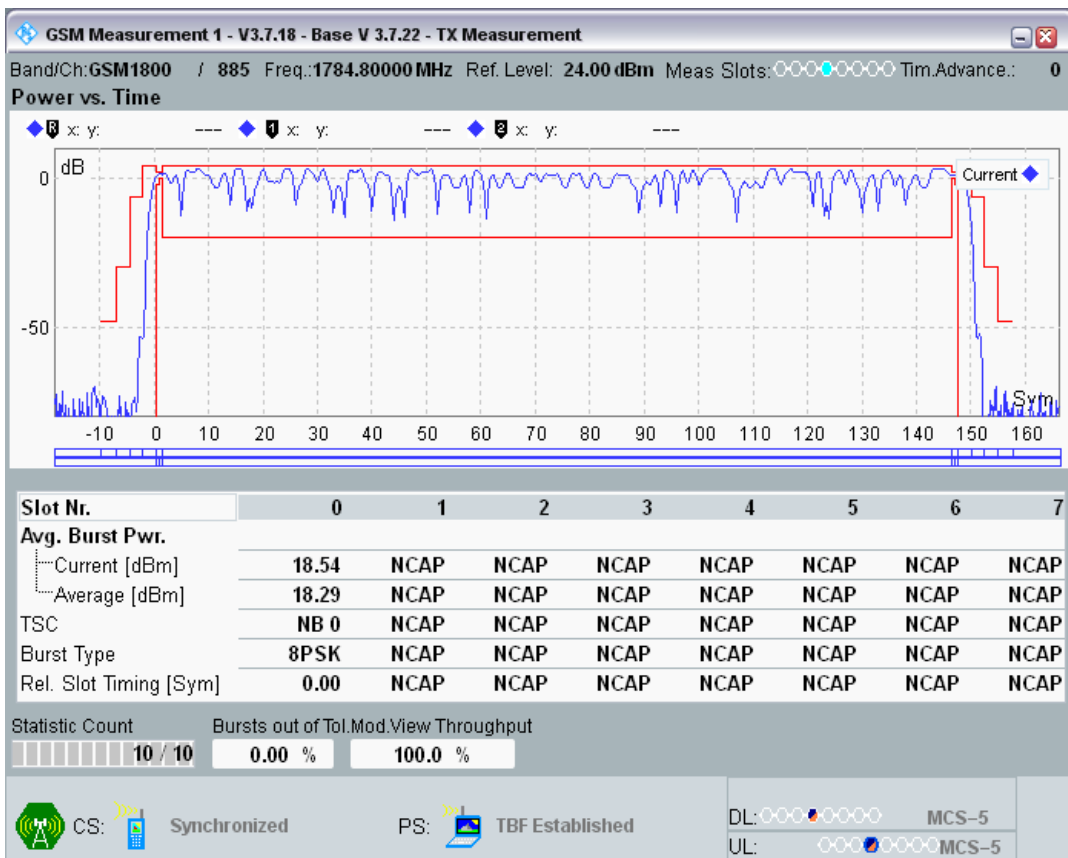 GSM Measurement 1 - V3.7.18 - Base V 3.7.22 - TX Measurement
Band/Ch:GSM1800 / 885 Freq.:1784.80000 MHz Ref. Level: 24.00 dBm Meas Slots: Tim.Advance.: 0
Power vs. Time
R x: y: --- 1 x: y: --- 2 x: y: ---
dB
Current
0
-50
Sym
-10 0 10 20 30 40 50 60 70 80 90 100 110 120 130 140 150 160
Slot Nr. 0 1 2 3 4 5 6 7
Avg. Burst Pwr.
Current [dBm] 18.54 NCAP NCAP NCAP NCAP NCAP NCAP NCAP
Average [dBm] 18.29 NCAP NCAP NCAP NCAP NCAP NCAP NCAP
TSC NB 0 NCAP NCAP NCAP NCAP NCAP NCAP NCAP
Burst Type 8PSK NCAP NCAP NCAP NCAP NCAP NCAP NCAP
Rel. Slot Timing [Sym] 0.00 NCAP NCAP NCAP NCAP NCAP NCAP NCAP
Statistic Count Bursts out of Tol. Mod.View Throughput
10 / 10 0.00 % 100.0 %
CS: Synchronized PS: TBF Established
DL: MCS-5
UL: MCS-5